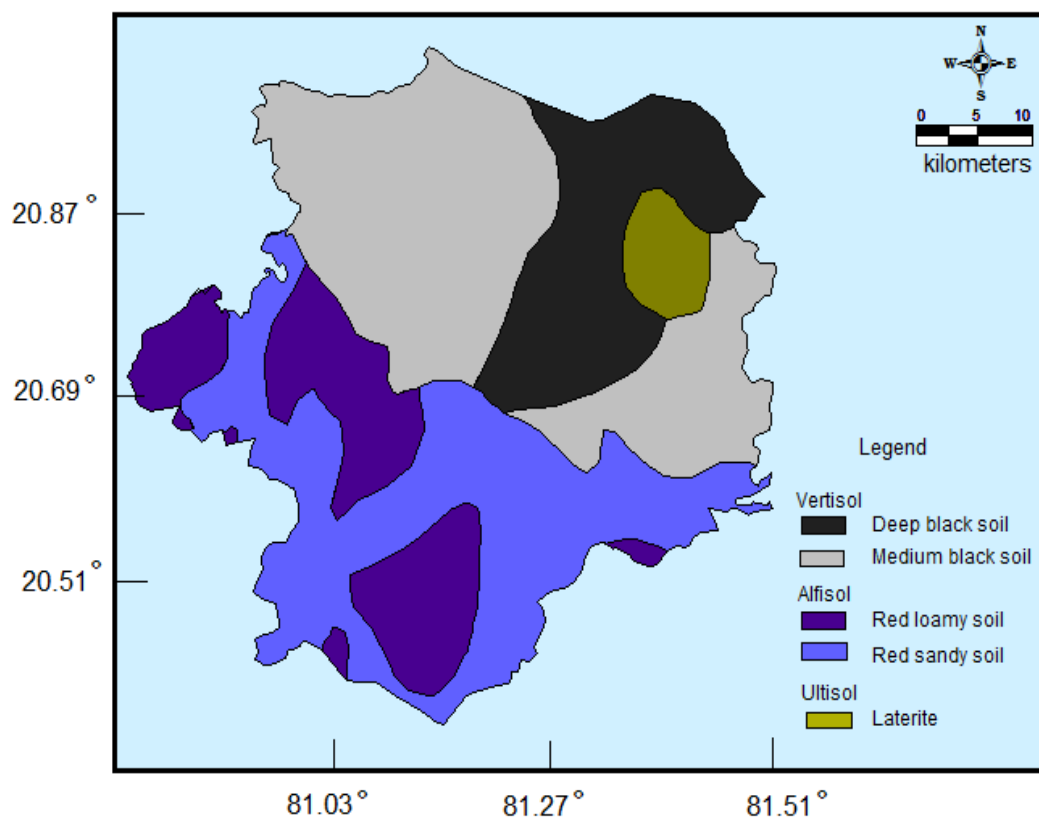 N
W E
S
0 5 10
kilometers
20.87°
20.69°
20.51°
Legend
Vertisol
Deep black soil
Medium black soil
Alfisol
Red loamy soil
Red sandy soil
Ultisol
Laterite
81.03° 81.27° 81.51°